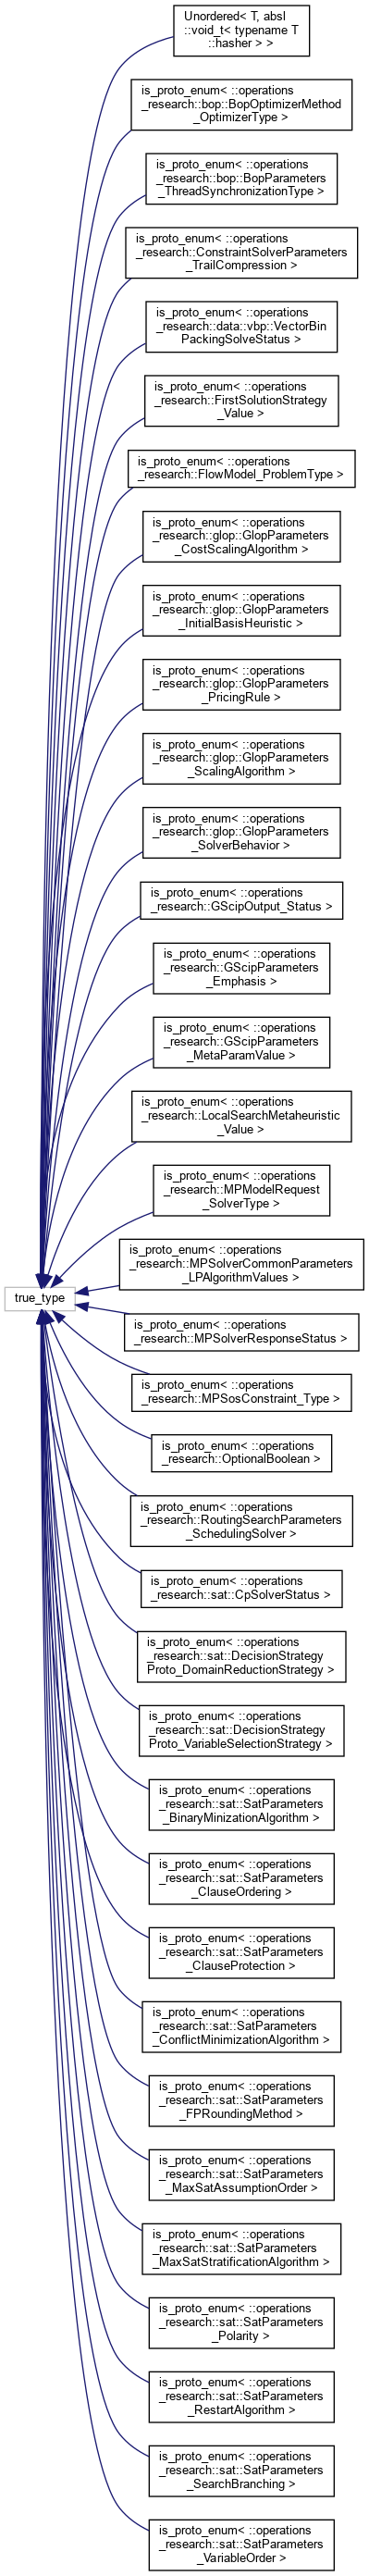 Unordered< T, absl
::void_t< typename T
::hasher > >
is_proto_enum< ::operations
_research::bop::BopOptimizerMethod
_OptimizerType >
is_proto_enum< ::operations
_research::bop::BopParameters
_ThreadSynchronizationType >
is_proto_enum< ::operations
_research::ConstraintSolverParameters
_TrailCompression >
is_proto_enum< ::operations
_research::data::vbp::VectorBin
PackingSolveStatus >
is_proto_enum< ::operations
_research::FirstSolutionStrategy
_Value >
is_proto_enum< ::operations
_research::FlowModel_ProblemType >
is_proto_enum< ::operations
_research::glop::GlopParameters
_CostScalingAlgorithm >
is_proto_enum< ::operations
_research::glop::GlopParameters
_InitialBasisHeuristic >
is_proto_enum< ::operations
_research::glop::GlopParameters
_PricingRule >
is_proto_enum< ::operations
_research::glop::GlopParameters
_ScalingAlgorithm >
is_proto_enum< ::operations
_research::glop::GlopParameters
_SolverBehavior >
is_proto_enum< ::operations
_research::GScipOutput_Status >
is_proto_enum< ::operations
_research::GScipParameters
_Emphasis >
is_proto_enum< ::operations
_research::GScipParameters
_MetaParamValue >
is_proto_enum< ::operations
_research::LocalSearchMetaheuristic
_Value >
is_proto_enum< ::operations
_research::MPModelRequest
_SolverType >
is_proto_enum< ::operations
_research::MPSolverCommonParameters
_LPAlgorithmValues >
true_type
is_proto_enum< ::operations
_research::MPSolverResponseStatus >
is_proto_enum< ::operations
_research::MPSosConstraint_Type >
is_proto_enum< ::operations
_research::OptionalBoolean >
is_proto_enum< ::operations
_research::RoutingSearchParameters
_SchedulingSolver >
is_proto_enum< ::operations
_research::sat::CpSolverStatus >
is_proto_enum< ::operations
_research::sat::DecisionStrategy
Proto_DomainReductionStrategy >
is_proto_enum< ::operations
_research::sat::DecisionStrategy
Proto_VariableSelectionStrategy >
is_proto_enum< ::operations
_research::sat::SatParameters
_BinaryMinizationAlgorithm >
is_proto_enum< ::operations
_research::sat::SatParameters
_ClauseOrdering >
is_proto_enum< ::operations
_research::sat::SatParameters
_ClauseProtection >
is_proto_enum< ::operations
_research::sat::SatParameters
_ConflictMinimizationAlgorithm >
is_proto_enum< ::operations
_research::sat::SatParameters
_FPRoundingMethod >
is_proto_enum< ::operations
_research::sat::SatParameters
_MaxSatAssumptionOrder >
is_proto_enum< ::operations
_research::sat::SatParameters
_MaxSatStratificationAlgorithm >
is_proto_enum< ::operations
_research::sat::SatParameters
_Polarity >
is_proto_enum< ::operations
_research::sat::SatParameters
_RestartAlgorithm >
is_proto_enum< ::operations
_research::sat::SatParameters
_SearchBranching >
is_proto_enum< ::operations
_research::sat::SatParameters
_VariableOrder >